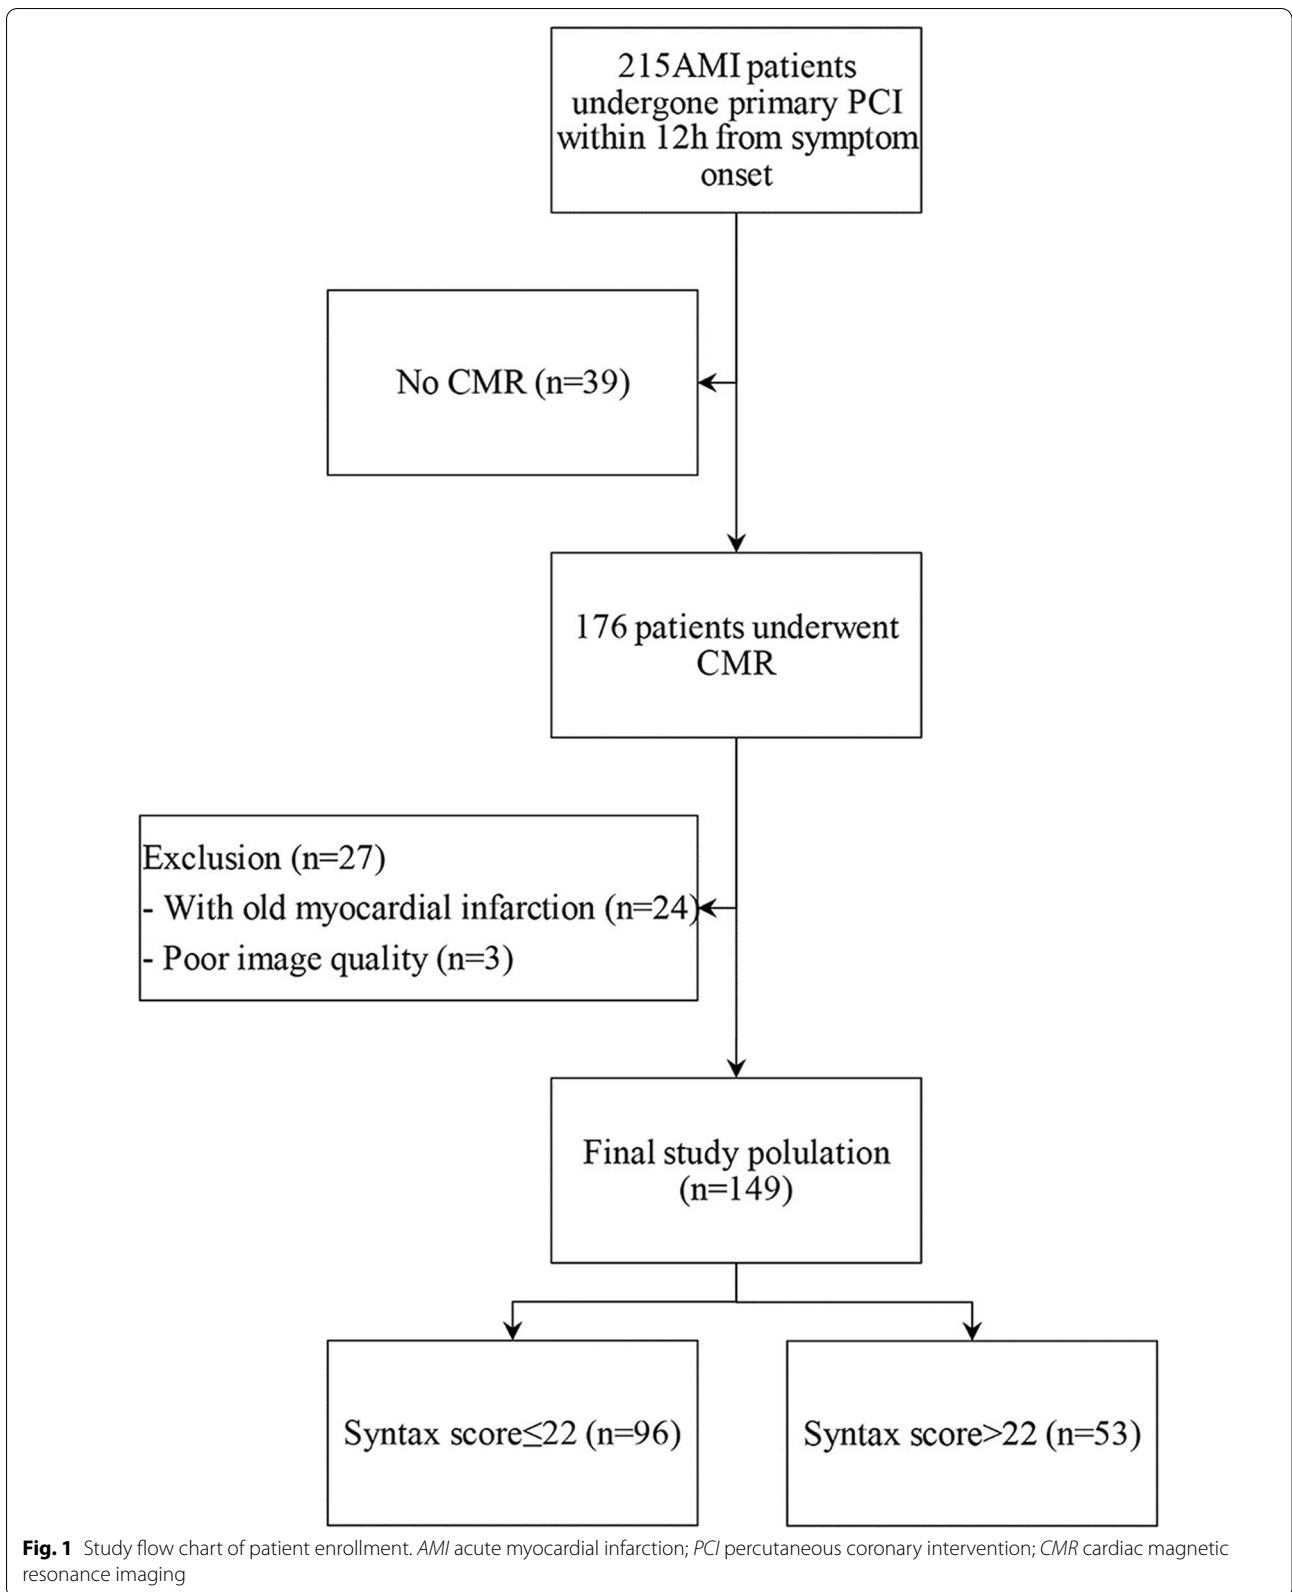 215AMI patients
undergone primary PCI
within 12h from symptom
onset
No CMR (n=39)
176 patients underwent
CMR
Exclusion (n=27)
- With old myocardial infarction (n=24)
- Poor image quality (n=3)
Final study polulation
(n=149)
Syntax score≤22 (n=96)
Syntax score>22 (n=53)
Fig. 1 Study flow chart of patient enrollment. AMI acute myocardial infarction; PCI percutaneous coronary intervention; CMR cardiac magnetic
resonance imaging